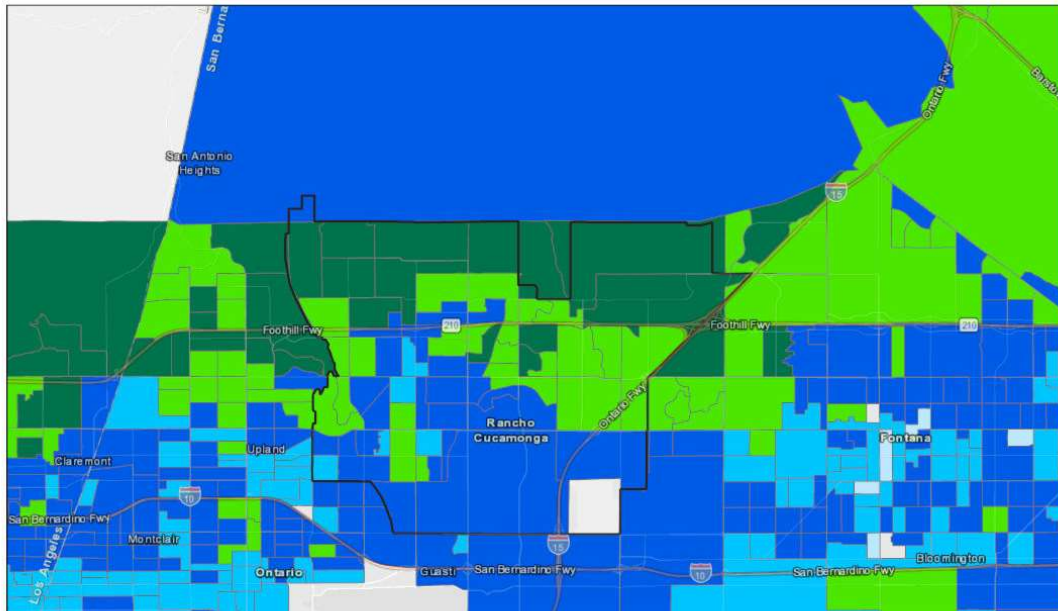 San Berna
Ontario Fwy
Barsto
San Antonio
Heights
15
Foothill Fwy
210
Foothill Fwy
210
Ontario Fwy
Rancho
Cucamonga
Fontana
Upland
Claremont
10
San Bernardino Fwy
Montclair
Los Angeles
15
Ontario
Guasti
San Bernardino Fwy
10
San Bernardino Fwy
Bloomington